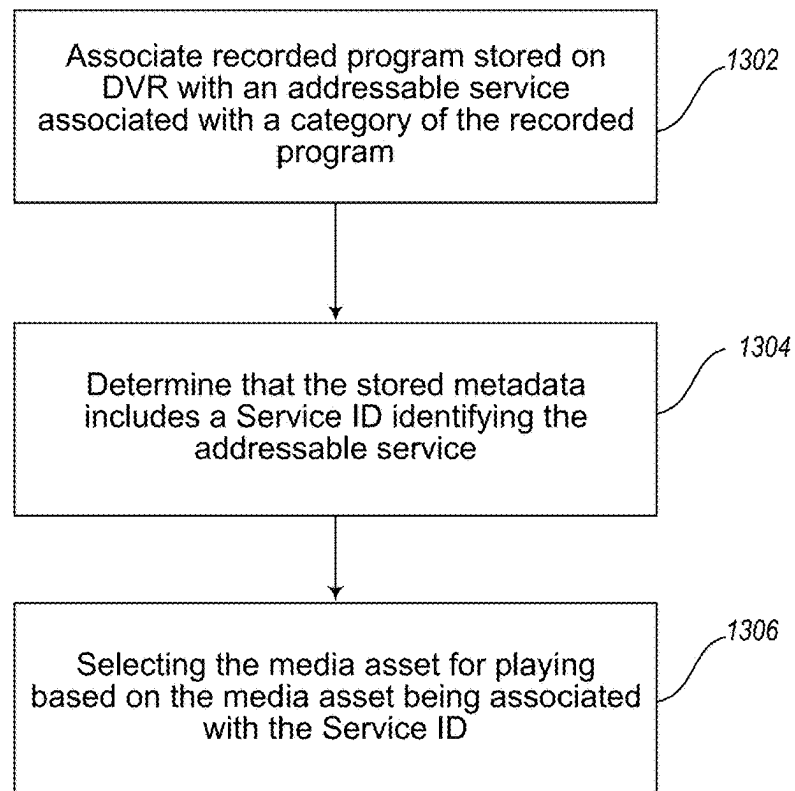 Associate recorded program stored on
DVR with an addressable service
associated with a category of the recorded
program
1302
Determine that the stored metadata
includes a Service ID identifying the
addressable service
1304
Selecting the media asset for playing
based on the media asset being associated
with the Service ID
1306